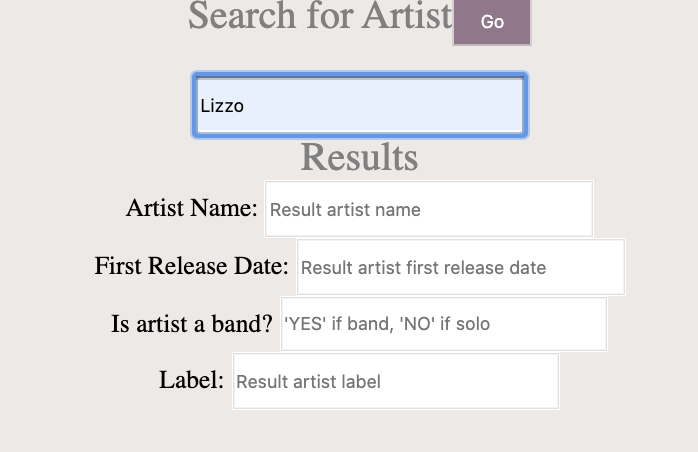 Search for Artist Go
Lizzo
Results
Artist Name: Result artist name
First Release Date: Result artist first release date
Is artist a band? 'YES' if band, 'NO' if solo
Label: Result artist label